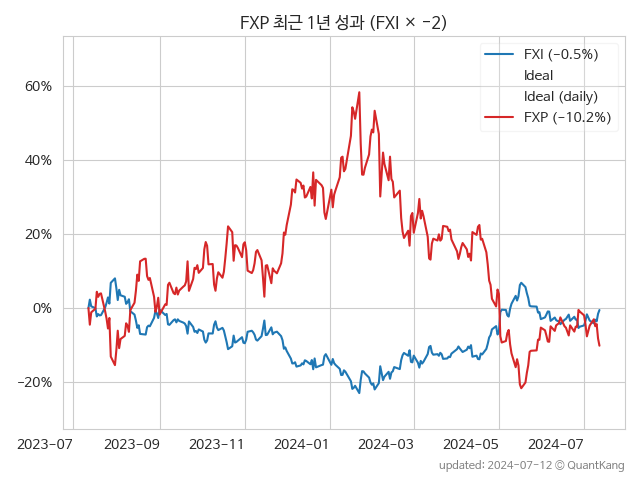 FXP 최근 1년 성과 (FXI × −2)
FXI (−0.5%)
Ideal
Ideal (daily)
FXP (−10.2%)
60%
40%
20%
0%
−20%
2023-07
2023-09
2023-11
2024-01
2024-03
2024-05
2024-07
updated: 2024-07-12 © QuantKang